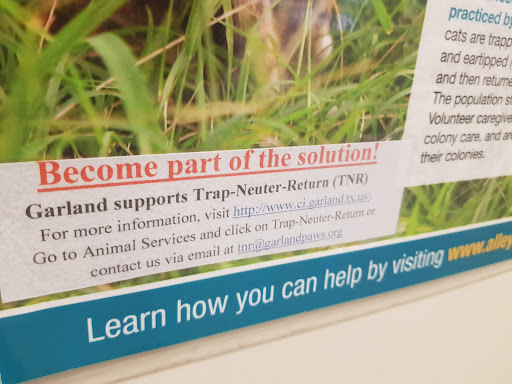 practiced by
cats are trapp
and eartipped
and then returne
The population st
Volunteer caregive
colony care, and ar
their colonies.
Become part of the solution!
Garland supports Trap-Neuter-Return (TNR)
For more information, visit http://www.ci.garland.tx.us/.
Go to Animal Services and click on Trap-Neuter-Return or
contact us via email at tnr@garlandpaws.org
Learn how you can help by visiting www.alley